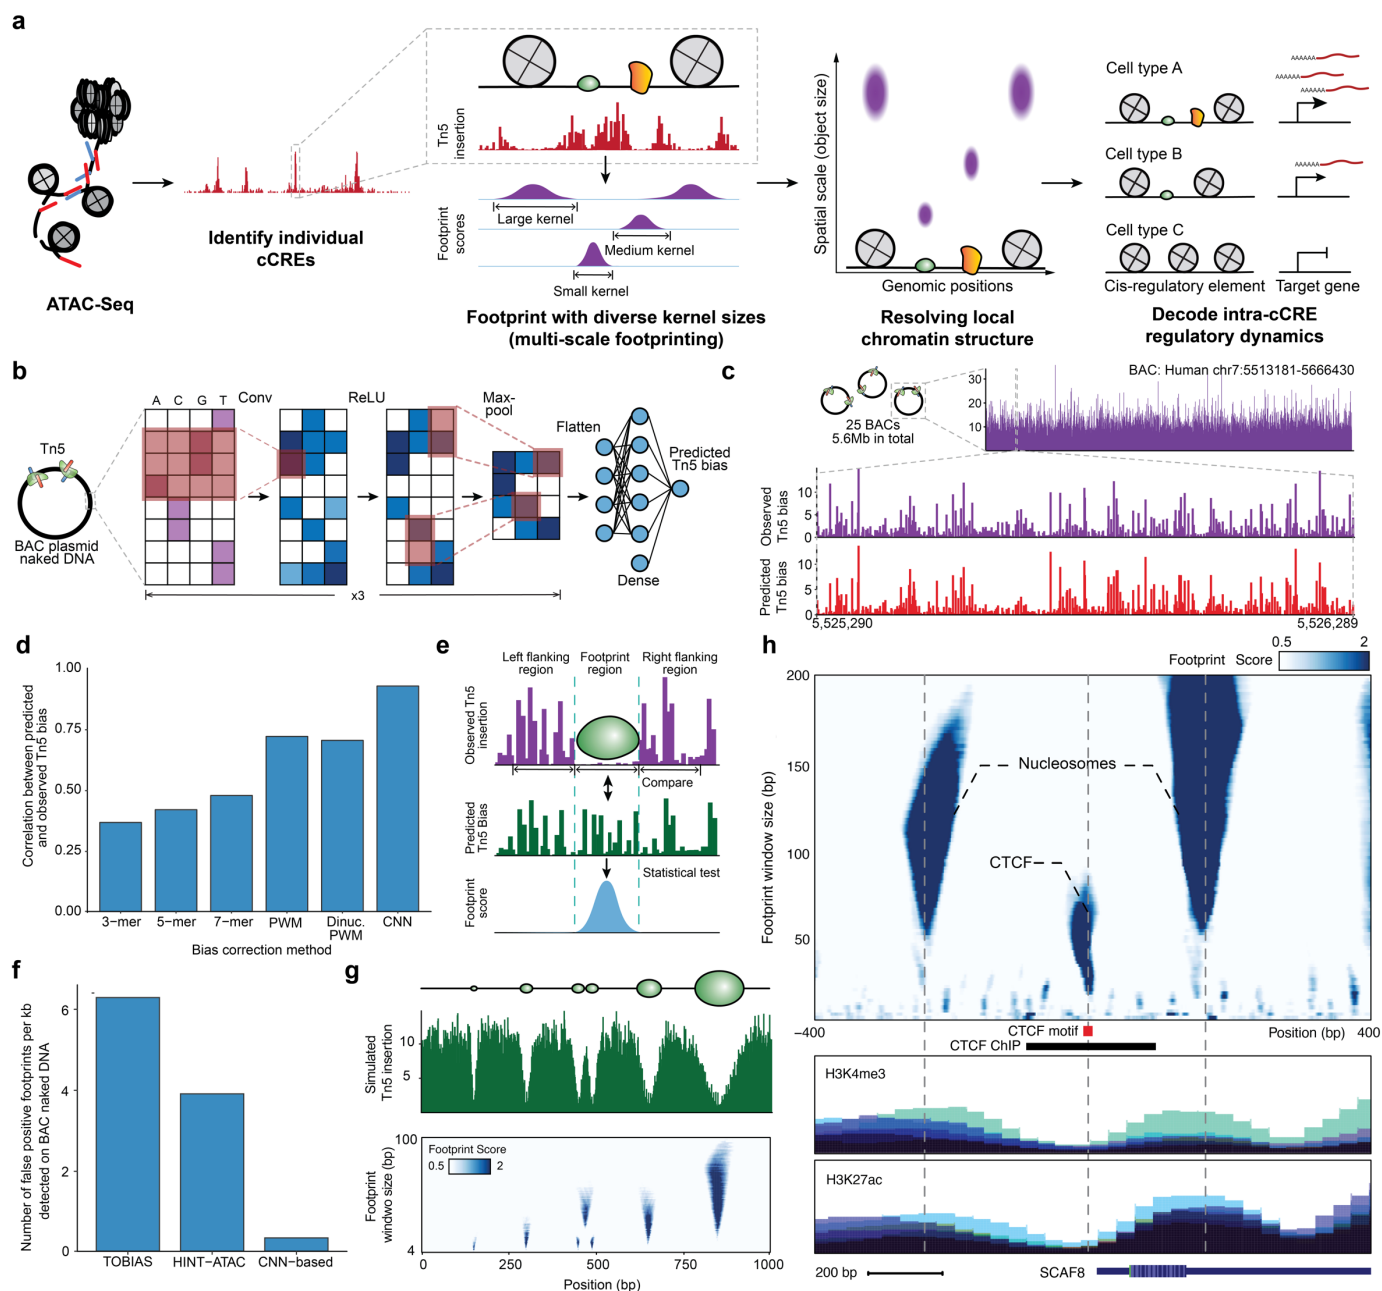 a
ATAC-Seq
Identify individual
cCREs
Tn5
insertion
Footprint
scores
Large kernel
Medium kernel
Small kernel
Footprint with diverse kernel sizes
(multi-scale footprinting)
Spatial scale (object size)
Genomic positions
Resolving local
chromatin structure
Cell type A
AAAAAA
AAAAAA
AAAAAA
Cell type B
AAAAAA
Cell type C
Cis-regulatory element
Target gene
Decode intra-cCRE
regulatory dynamics
b
A C G T
Conv
ReLU
Max-
pool
Flatten
Tn5
BAC plasmid
naked DNA
Predicted
Tn5 bias
Dense
x3
c
25 BACs
5.6Mb in total
BAC: Human chr7:5513181-5666430
30
20
10
Observed
Tn5 bias
10
5
0
Predicted
Tn5 bias
10
5
0
5,525,290
5,526,289
d
Correlation between predicted
and observed Tn5 bias
1.00
0.75
0.50
0.25
0.00
3−mer
5−mer
7−mer
PWM
Dinuc.
PWM
CNN
Bias correction method
e
Left flanking
region
Footprint
region
Right flanking
region
Observed Tn5
insertion
Compare
Predicted
Tn5 Bias
Statistical test
Footprint
score
f
Number of false positive footprints per kb
detected on BAC naked DNA
6
4
2
0
TOBIAS
HINT−ATAC
CNN−based
g
Simulated
Tn5 insertion
10
5
Footprint
windwo size (bp)
100
4
Footprint Score
0.5
2
0
250
500
750
1000
Position (bp)
h
Footprint Score
0.5
2
Footprint window size (bp)
200
150
100
50
Nucleosomes
CTCF
−400
CTCF motif
Position (bp)
400
CTCF ChIP
H3K4me3
H3K27ac
200 bp
SCAF8